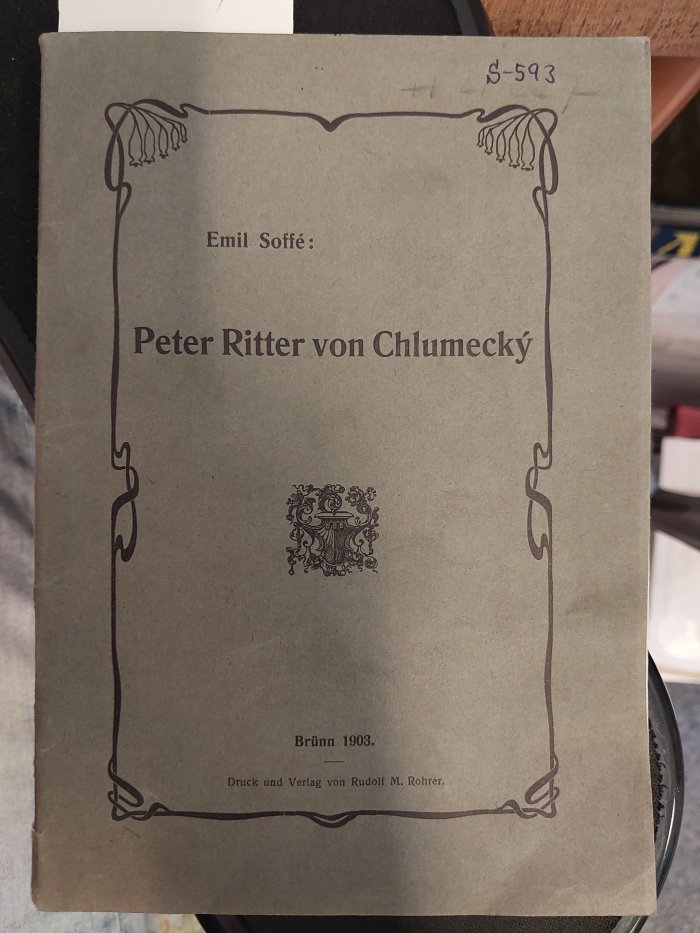 S-593
Emil Soffé:
Peter Ritter von Chlumecký
Brünn 1903.
Druck und Verlag von Rudolf M. Rohrer.